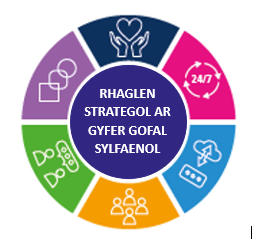 RHAGLEN
STRATEGOL AR
GYFER GOFAL
SYLFAENOL
24/7